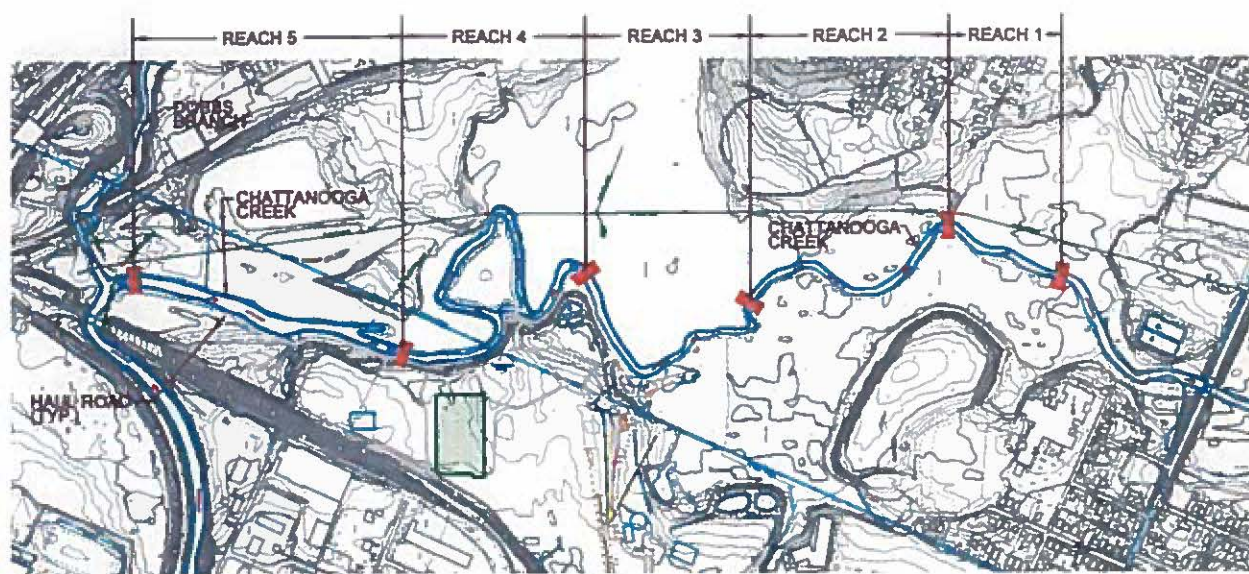 REACH 5
REACH 4
REACH 3
REACH 2
REACH 1
DOBBS
BRANCH
CHATTANOOGA
CREEK
CHATTANOOGA
CREEK
HAUL ROAD
(TYP.)